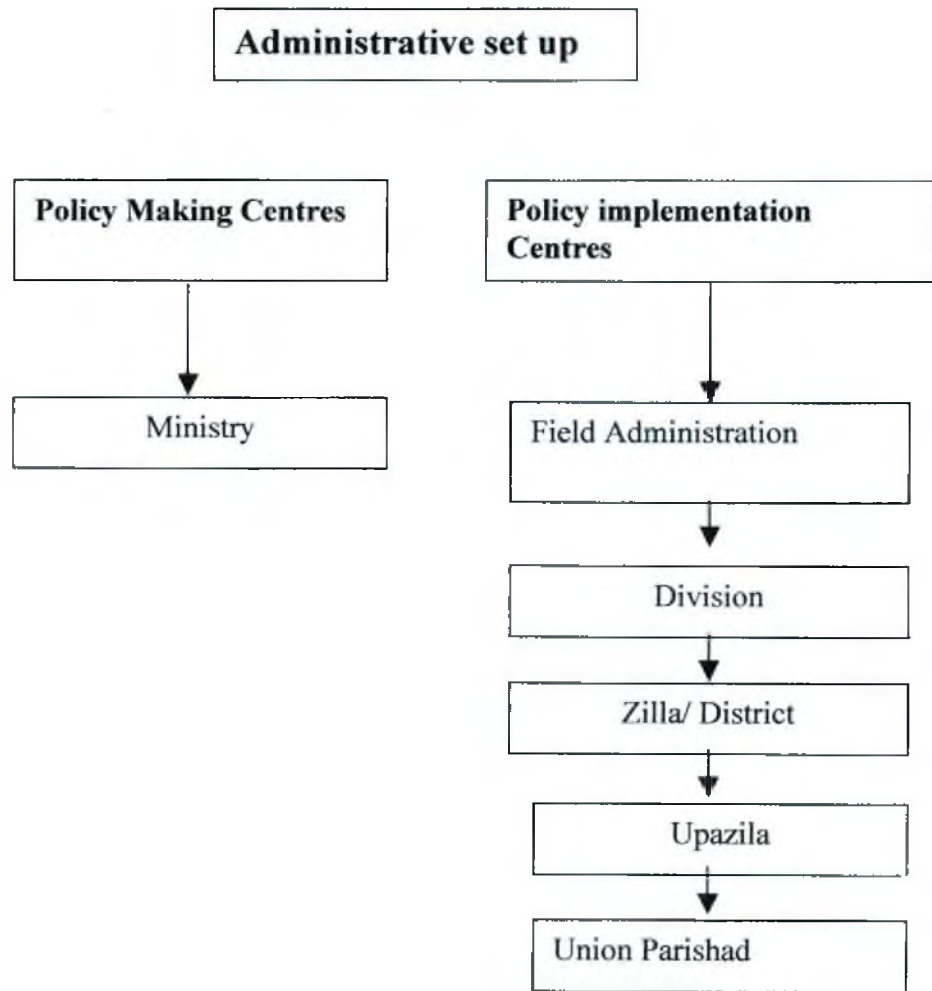 Administrative set up
Policy Making Centres
Policy implementation
Centres
Ministry
Field Administration
Division
Zilla/ District
Upazila
Union Parishad